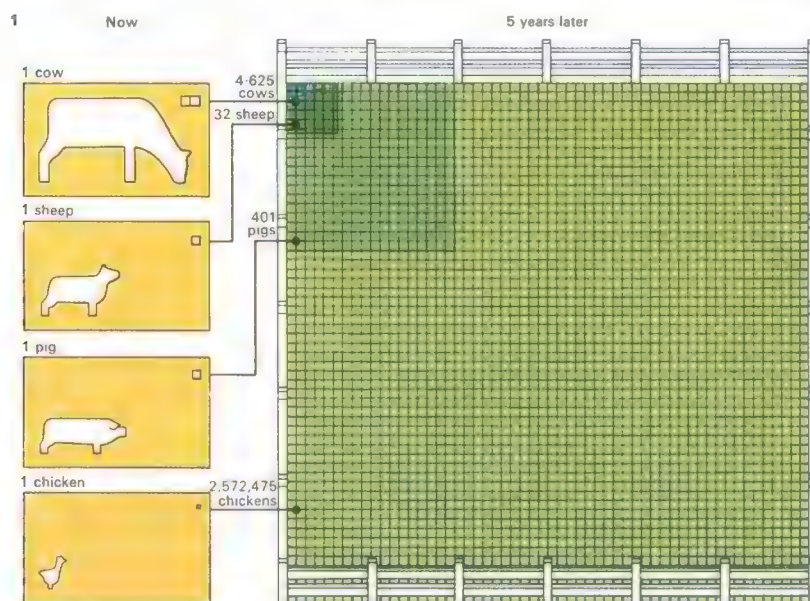 1
Now
5 years later
1 cow
4·625
cows
32 sheep
1 sheep
401
pigs
1 pig
1 chicken
2,572,475
chickens